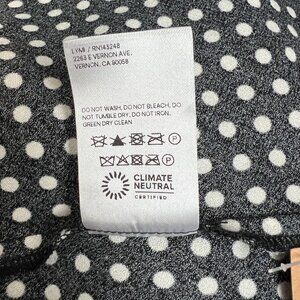 LYMI / RN143248
2263 E VERNON AVE.
VERNON, CA 90058
DO NOT WASH, DO NOT BLEACH, DO
NOT TUMBLE DRY, DO NOT IRON,
GREEN DRY CLEAN
P
P
CLIMATE
NEUTRAL
CERTIFIED